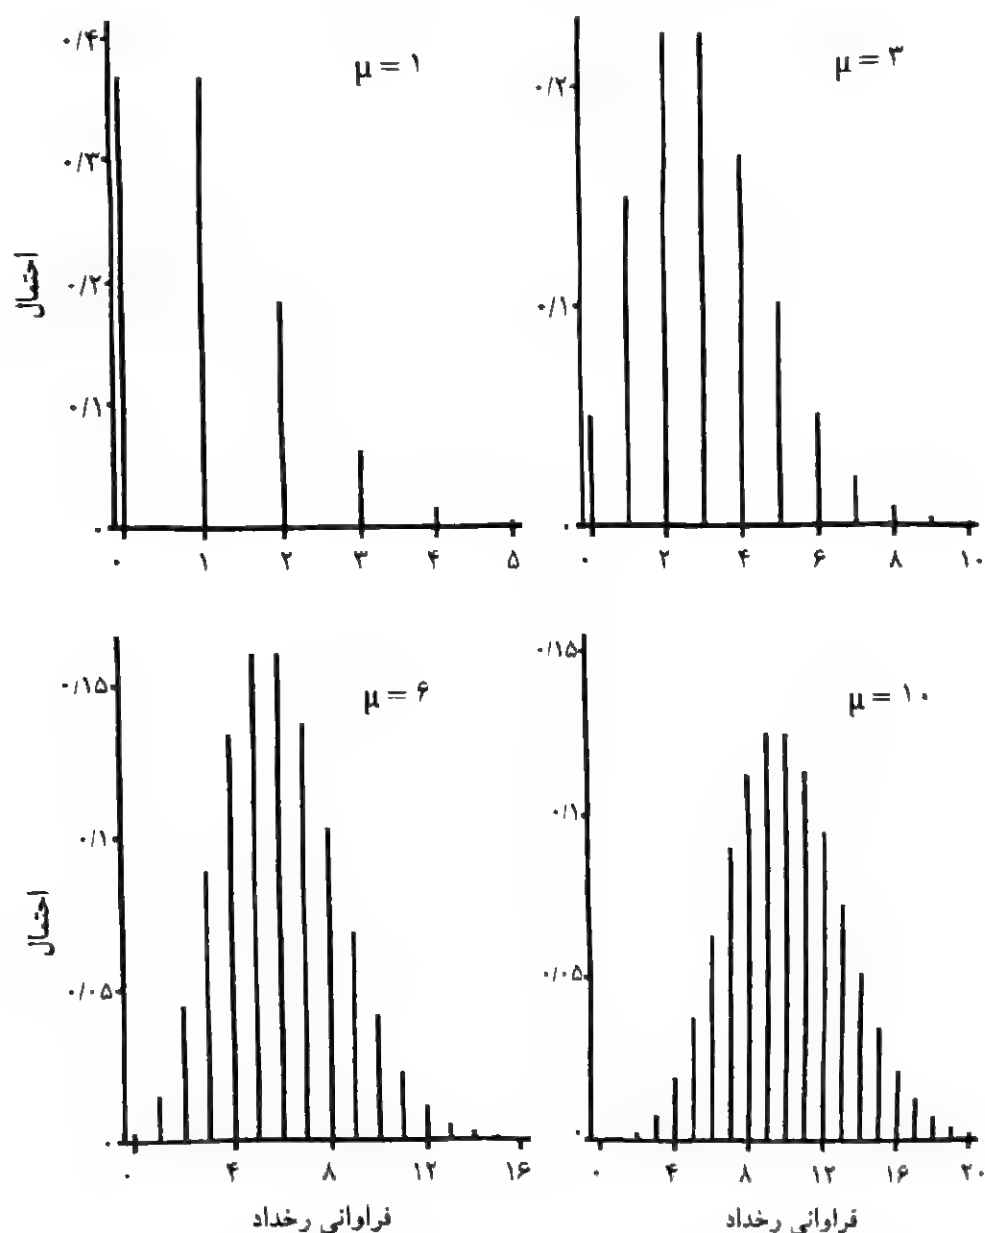 μ = ۱
۰/۴
۰/۳
۰/۲
۰/۱
۰
احتمال
۰ ۱ ۲ ۳ ۴ ۵
μ = ۳
۰/۲
۰/۱
۰
۰ ۲ ۴ ۶ ۸ ۱۰
μ = ۶
۰/۱۵
۰/۱
۰/۰۵
۰
احتمال
۰ ۴ ۸ ۱۲ ۱۶
فراوانی رخداد
μ = ۱۰
۰/۱۵
۰/۱
۰/۰۵
۰
۰ ۴ ۸ ۱۲ ۱۶ ۲۰
فراوانی رخداد